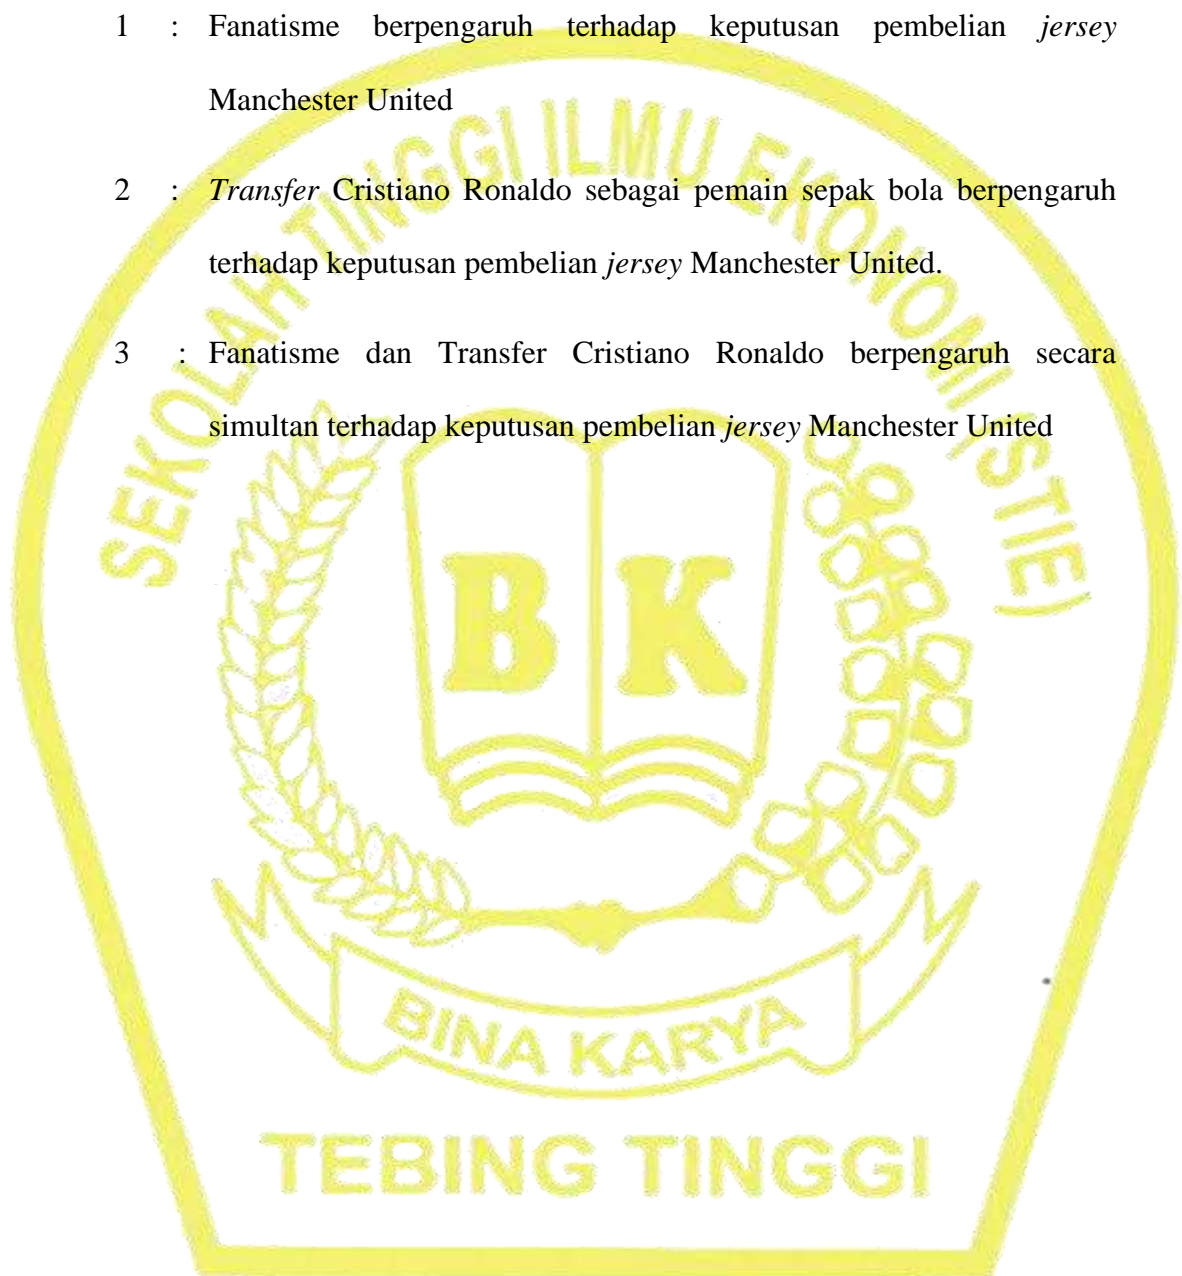 1 : Fanatisme berpengaruh terhadap keputusan pembelian jersey
Manchester United
2 : Transfer Cristiano Ronaldo sebagai pemain sepak bola berpengaruh
terhadap keputusan pembelian jersey Manchester United.
3 : Fanatisme dan Transfer Cristiano Ronaldo berpengaruh secara
simultan terhadap keputusan pembelian jersey Manchester United
SEKOLAH TINGGI ILMU EKONOMI (STIE)
B K
BINA KARYA
TEBING TINGGI